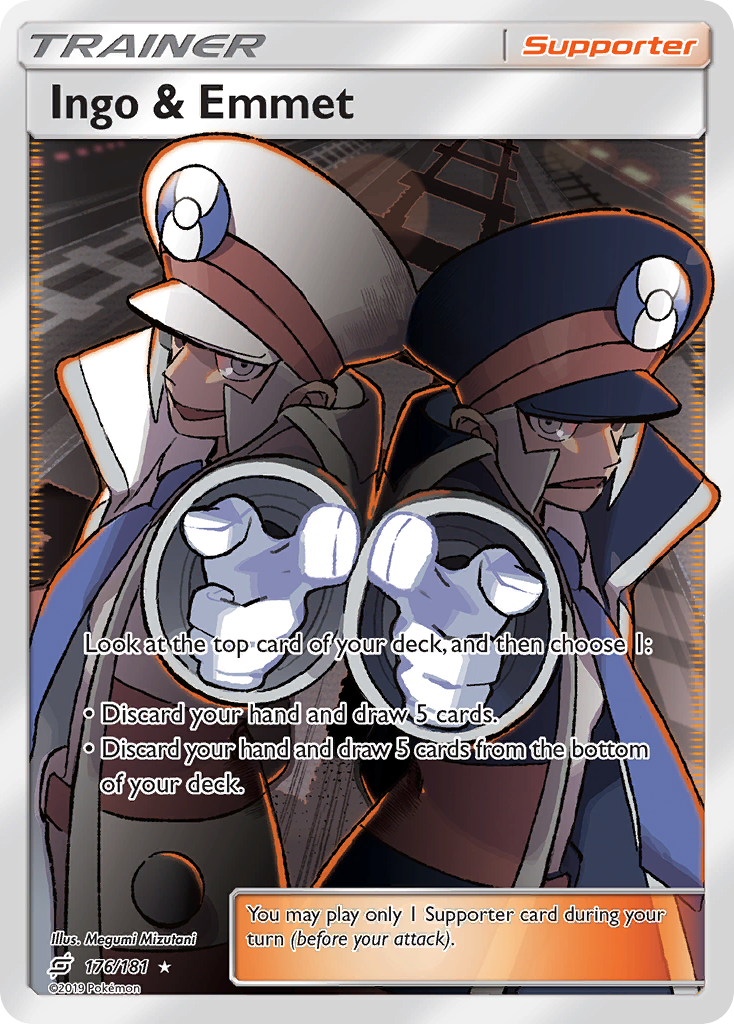 TRAINER
Supporter
Ingo & Emmet
Look at the top card of your deck, and then choose 1:
• Discard your hand and draw 5 cards.
• Discard your hand and draw 5 cards from the bottom
of your deck.
You may play only 1 Supporter card during your
turn (before your attack).
Illus. Megumi Mizutani
176/181 ★
©2019 Pokémon